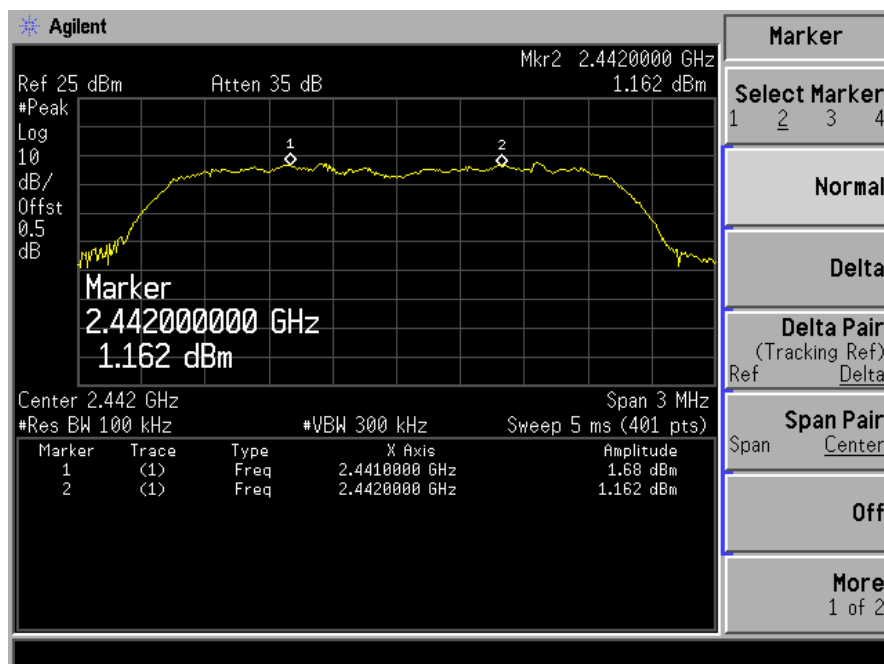 Agilent
Mkr2 2.4420000 GHz
Ref 25 dBm Atten 35 dB 1.162 dBm
#Peak
Log
10
dB/
Offst
0.5
dB
1 2
Marker
2.442000000 GHz
1.162 dBm
Center 2.442 GHz Span 3 MHz
#Res BW 100 kHz #VBW 300 kHz Sweep 5 ms (401 pts)
Marker Trace Type X Axis Amplitude
1 (1) Freq 2.4410000 GHz 1.68 dBm
2 (1) Freq 2.4420000 GHz 1.162 dBm
Marker
Select Marker
1 2 3 4
Normal
Delta
Delta Pair
(Tracking Ref)
Ref Delta
Span Pair
Span Center
Off
More
1 of 2